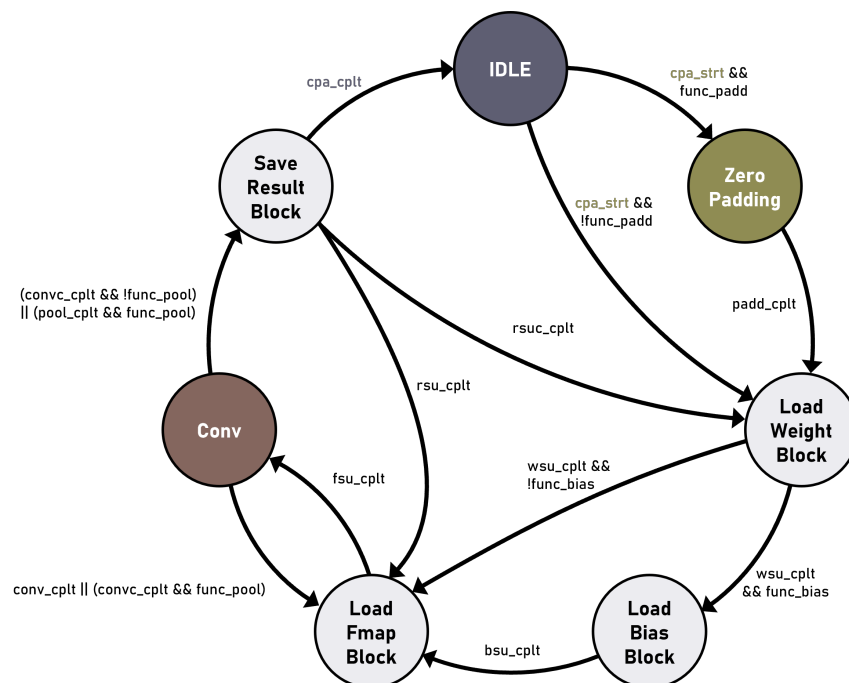 IDLE
cpa_cplt
cpa_strt &&
func_padd
Save
Result
Block
Zero
Padding
cpa_strt &&
!func_padd
(convc_cplt && !func_pool)
|| (pool_cplt && func_pool)
padd_cplt
rsuc_cplt
rsu_cplt
Conv
Load
Weight
Block
fsu_cplt
wsu_cplt &&
!func_bias
conv_cplt || (convc_cplt && func_pool)
wsu_cplt
&& func_bias
Load
Fmap
Block
bsu_cplt
Load
Bias
Block